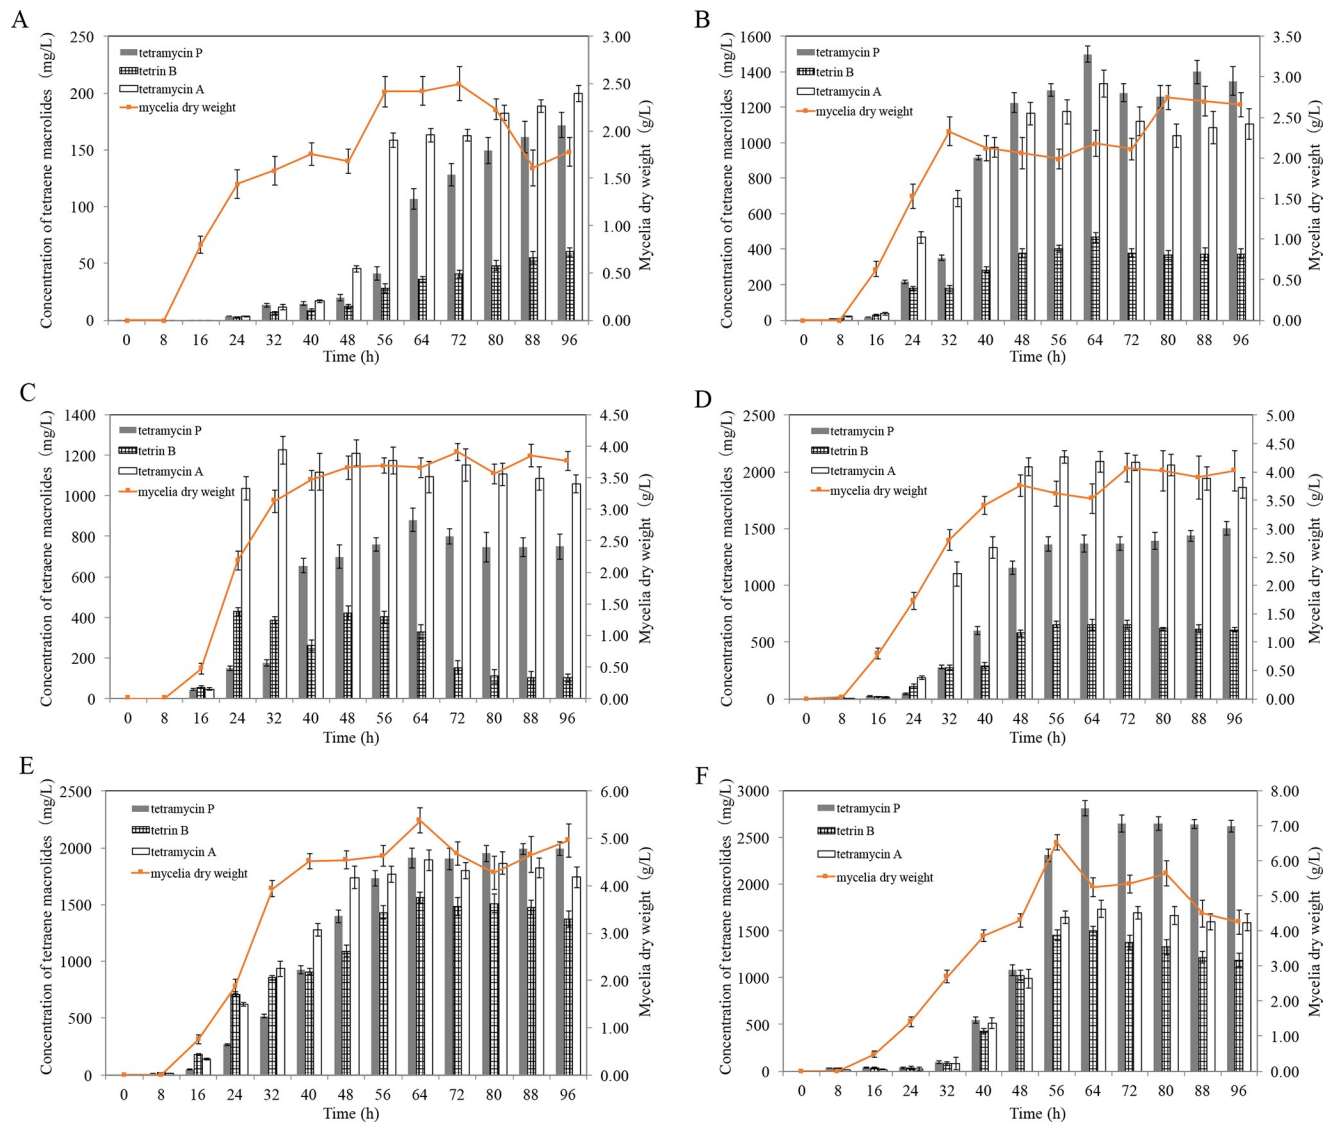 A
Concentration of tetraene macrolides (mg/L)
250
200
150
100
50
0
tetramycin P
tetrin B
tetramycin A
mycelia dry weight
3.00
2.50
2.00
1.50
1.00
0.50
0.00
Mycelia dry weight (g/L)
0 8 16 24 32 40 48 56 64 72 80 88 96
Time (h)
B
Concentration of tetraene macrolides (mg/L)
1600
1400
1200
1000
800
600
400
200
0
tetramycin P
tetrin B
tetramycin A
mycelia dry weight
3.50
3.00
2.50
2.00
1.50
1.00
0.50
0.00
Mycelia dry weight (g/L)
0 8 16 24 32 40 48 56 64 72 80 88 96
Time (h)
C
Concentration of tetraene macrolides (mg/L)
1400
1200
1000
800
600
400
200
0
tetramycin P
tetrin B
tetramycin A
mycelia dry weight
4.50
4.00
3.50
3.00
2.50
2.00
1.50
1.00
0.50
0.00
Mycelia dry weight (g/L)
0 8 16 24 32 40 48 56 64 72 80 88 96
Time (h)
D
Concentration of tetraene macrolides (mg/L)
2500
2000
1500
1000
500
0
tetramycin P
tetrin B
tetramycin A
mycelia dry weight
5.00
4.50
4.00
3.50
3.00
2.50
2.00
1.50
1.00
0.50
0.00
Mycelia dry weight (g/L)
0 8 16 24 32 40 48 56 64 72 80 88 96
Time (h)
E
Concentration of tetraene macrolides (mg/L)
2500
2000
1500
1000
500
0
tetramycin P
tetrin B
tetramycin A
mycelia dry weight
6.00
5.00
4.00
3.00
2.00
1.00
0.00
Mycelia dry weight (g/L)
0 8 16 24 32 40 48 56 64 72 80 88 96
Time (h)
F
Concentration of tetraene macrolides (mg/L)
3000
2500
2000
1500
1000
500
0
tetramycin P
tetrin B
tetramycin A
mycelia dry weight
8.00
7.00
6.00
5.00
4.00
3.00
2.00
1.00
0.00
Mycelia dry weight (g/L)
0 8 16 24 32 40 48 56 64 72 80 88 96
Time (h)